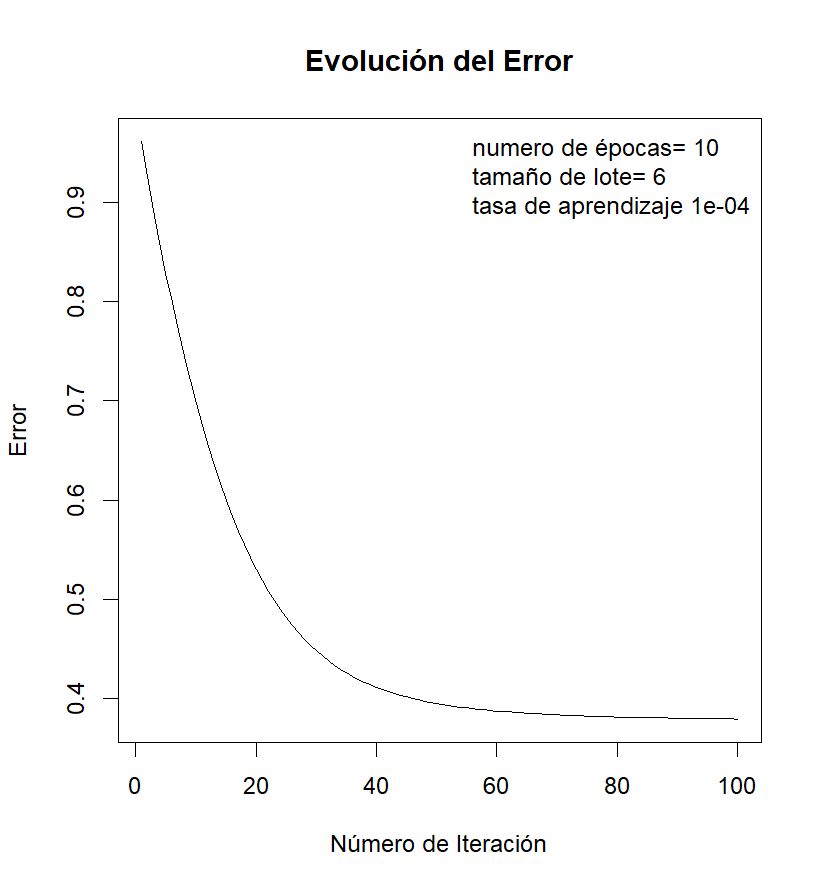 Evolución del Error
numero de épocas= 10
tamaño de lote= 6
tasa de aprendizaje 1e-04
Error
0.9
0.8
0.7
0.6
0.5
0.4
0 20 40 60 80 100
Número de Iteración